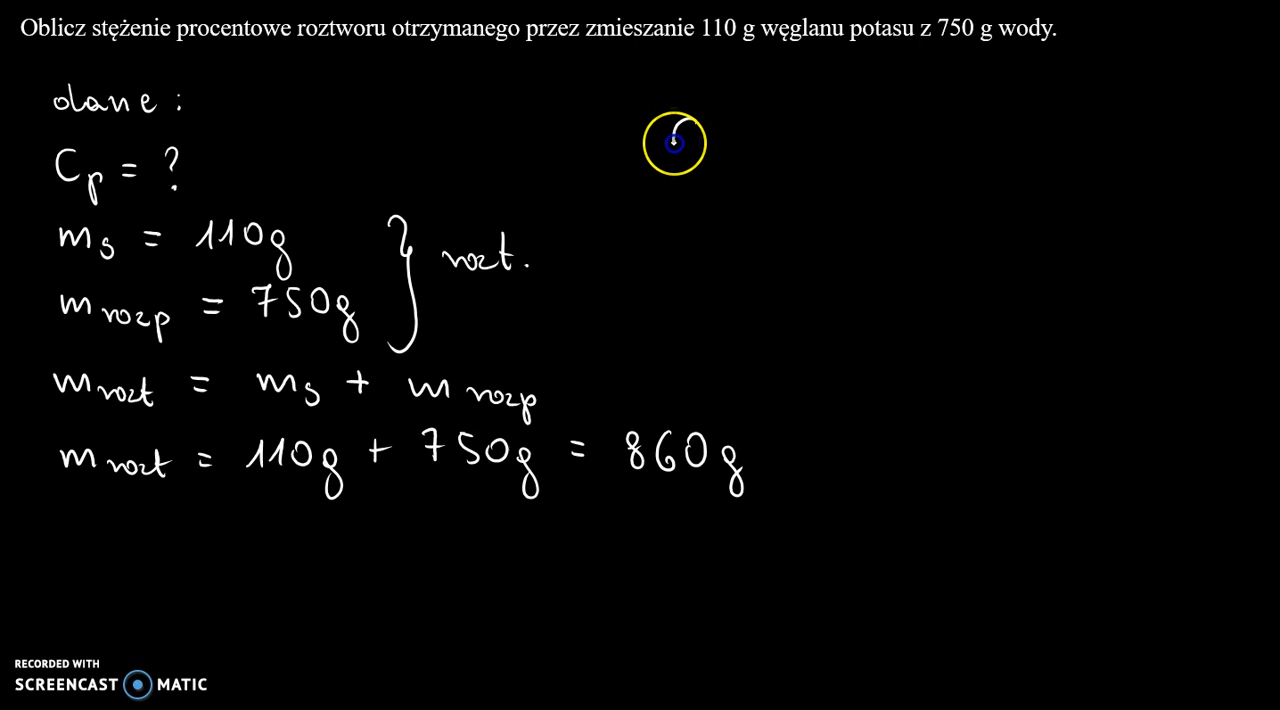 Oblicz stężenie procentowe roztworu otrzymanego przez zmieszanie 110 g węglanu potasu z 750 g wody.
dane :
Cp = ?
ms = 110g
rozt.
mrozp = 750g
mrozt = ms + mrozp
mrozt = 110g + 750g = 860g
RECORDED WITH
SCREENCAST MATIC